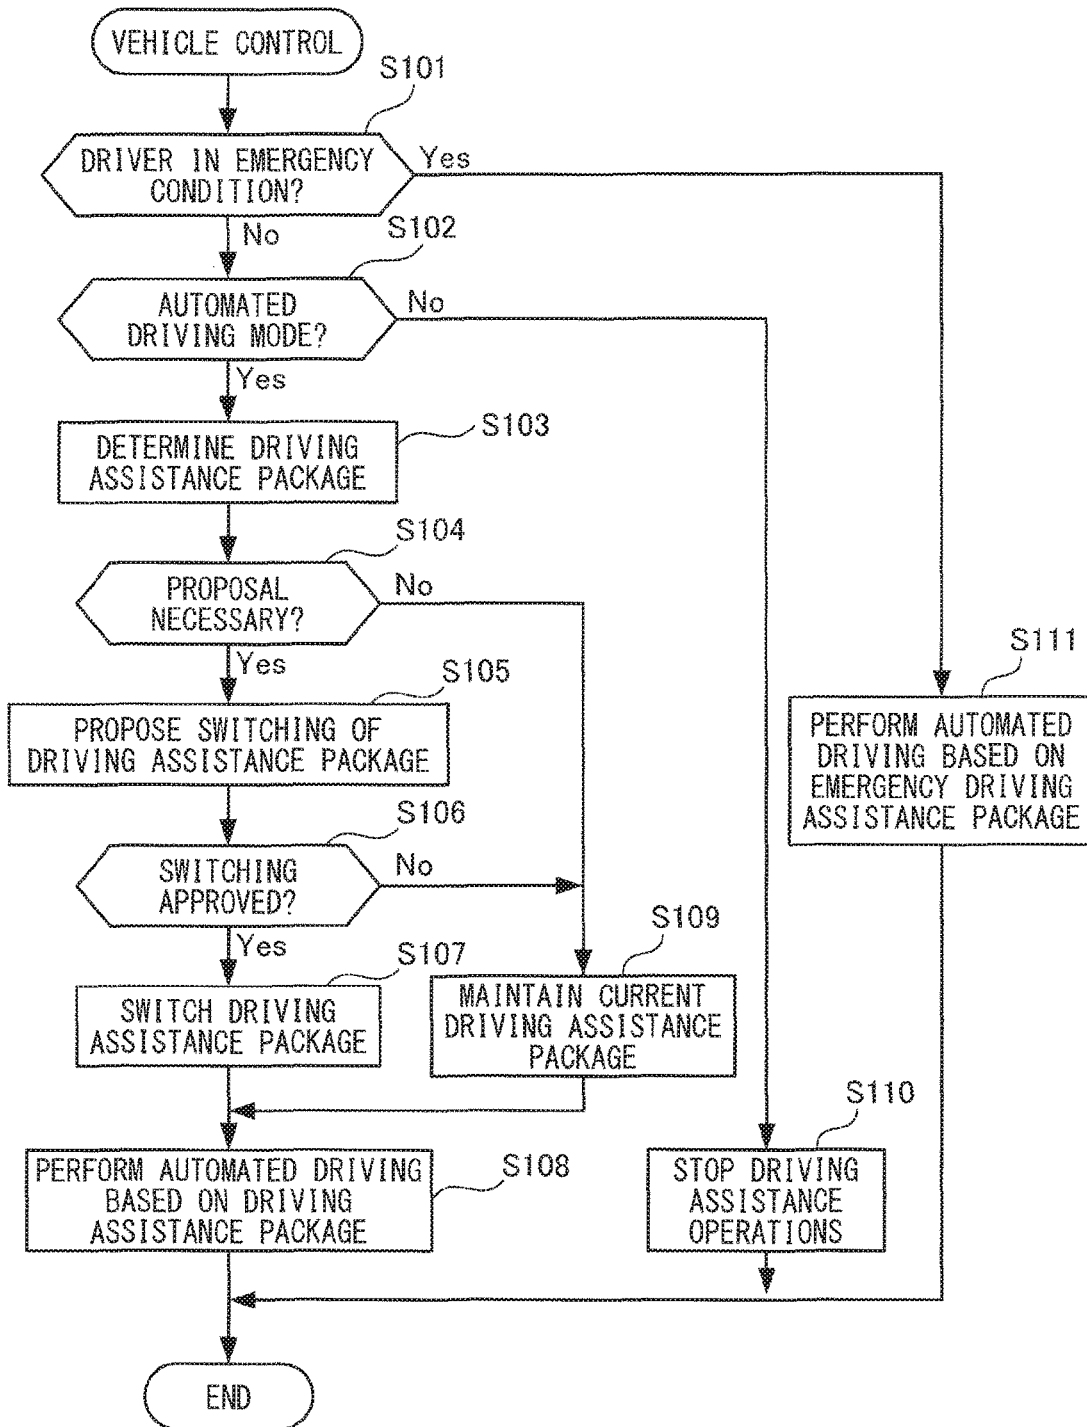 VEHICLE CONTROL
S101
DRIVER IN EMERGENCY
CONDITION?
Yes
No
S102
AUTOMATED
DRIVING MODE?
No
Yes
S103
DETERMINE DRIVING
ASSISTANCE PACKAGE
S104
PROPOSAL
NECESSARY?
No
Yes
S105
PROPOSE SWITCHING OF
DRIVING ASSISTANCE PACKAGE
S111
PERFORM AUTOMATED
DRIVING BASED ON
EMERGENCY DRIVING
ASSISTANCE PACKAGE
S106
SWITCHING
APPROVED?
No
Yes
S107
SWITCH DRIVING
ASSISTANCE PACKAGE
S109
MAINTAIN CURRENT
DRIVING ASSISTANCE
PACKAGE
S108
PERFORM AUTOMATED DRIVING
BASED ON DRIVING
ASSISTANCE PACKAGE
S110
STOP DRIVING
ASSISTANCE
OPERATIONS
END